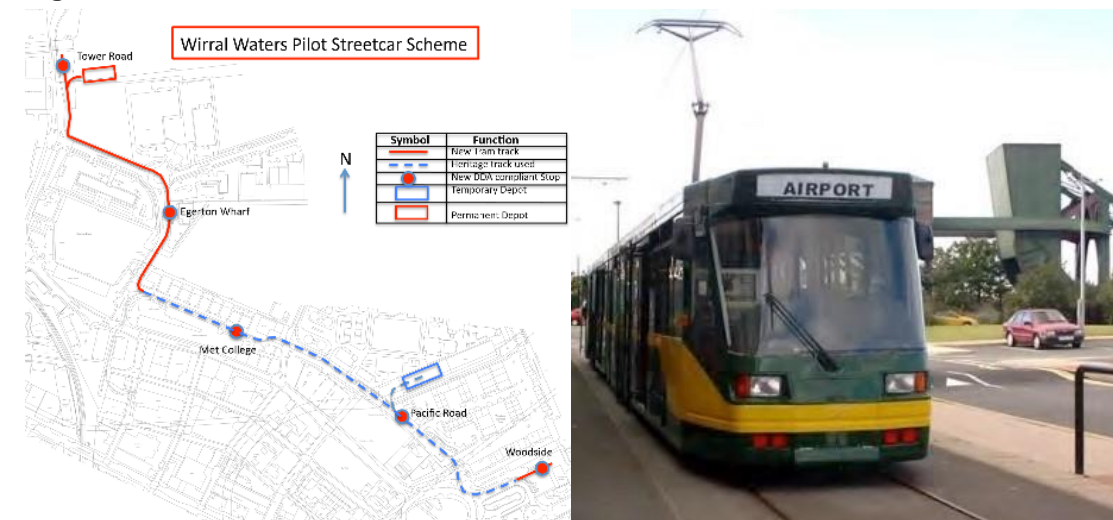 Wirral Waters Pilot Streetcar Scheme
Tower Road
N
Symbol Function
New Tram track
Heritage track used
New DDA compliant Stop
Temporary Depot
Permanent Depot
Egerton Wharf
Met College
Pacific Road
Woodside
AIRPORT